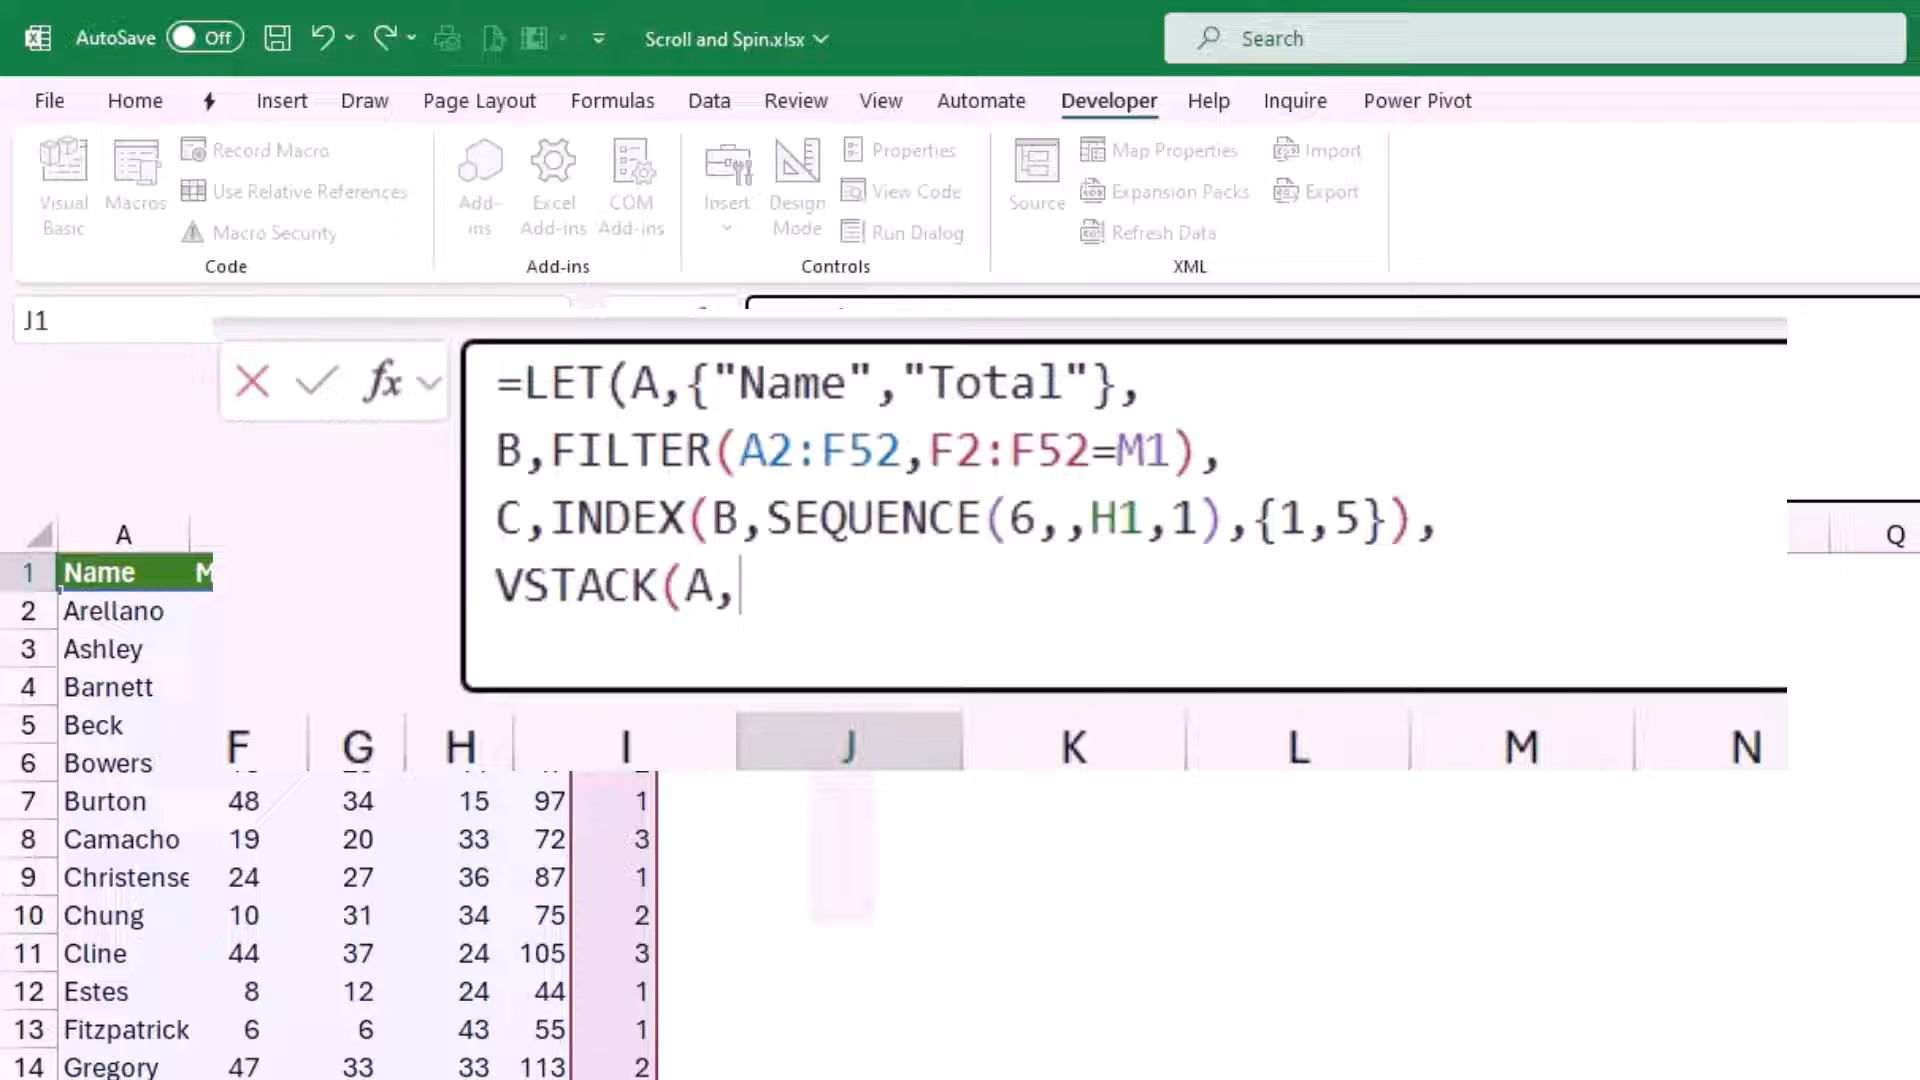 AutoSave Off Scroll and Spin.xlsx Search
File Home Insert Draw Page Layout Formulas Data Review View Automate Developer Help Inquire Power Pivot
Visual Basic
Macros
Record Macro
Use Relative References
Macro Security
Code
Add-ins
Excel Add-ins
COM Add-ins
Add-ins
Insert
Design Mode
Properties
View Code
Run Dialog
Controls
Source
Map Properties
Expansion Packs
Refresh Data
Import
Export
XML
J1
fx
=LET(A,{"Name","Total"},
B,FILTER(A2:F52,F2:F52=M1),
C,INDEX(B,SEQUENCE(6,,H1,1),{1,5}),
VSTACK(A,
A Q
1 Name M
2 Arellano
3 Ashley
4 Barnett
5 Beck
F G H I J K L M N
6 Bowers
7 Burton 48 34 15 97 1
8 Camacho 19 20 33 72 3
9 Christense 24 27 36 87 1
10 Chung 10 31 34 75 2
11 Cline 44 37 24 105 3
12 Estes 8 12 24 44 1
13 Fitzpatrick 6 6 43 55 1
14 Gregory 47 33 33 113 2